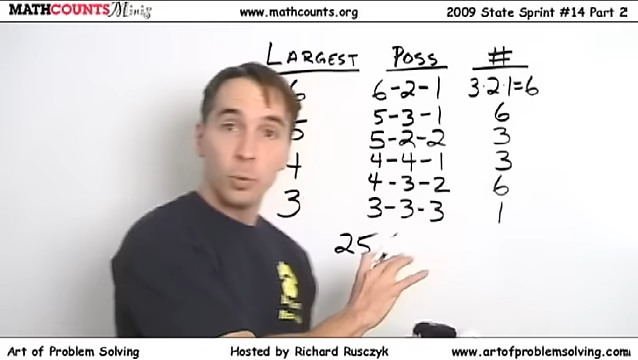 MATHCOUNTS Minis www.mathcounts.org 2009 State Sprint #14 Part 2
LARGEST POSS #
6 6-2-1 3·2·1=6
5 5-3-1 6
5-2-2 3
4 4-4-1 3
4-3-2 6
3 3-3-3 1
25
Art of Problem Solving Hosted by Richard Rusczyk www.artofproblemsolving.com